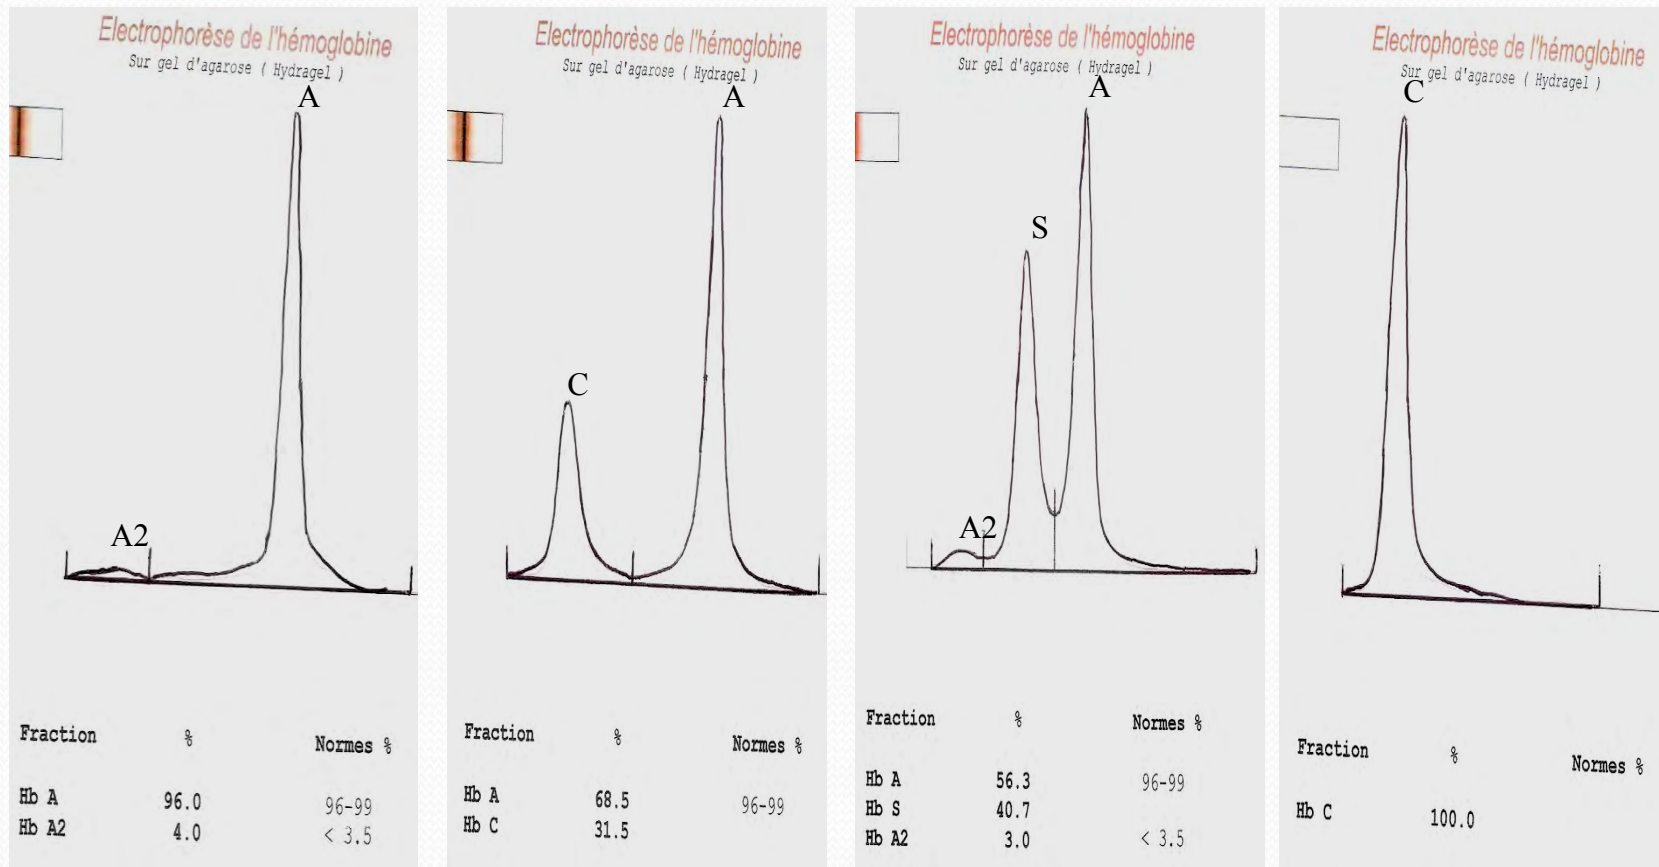 Electrophorèse de l'hémoglobine
Sur gel d'agarose ( Hydragel )
A
A2
Fraction % Normes %
Hb A 96.0 96-99
Hb A2 4.0 < 3.5
Electrophorèse de l'hémoglobine
Sur gel d'agarose ( Hydragel )
A
C
Fraction % Normes %
Hb A 68.5 96-99
Hb C 31.5
Electrophorèse de l'hémoglobine
Sur gel d'agarose ( Hydragel )
A
S
A2
Fraction % Normes %
Hb A 56.3 96-99
Hb S 40.7
Hb A2 3.0 < 3.5
Electrophorèse de l'hémoglobine
Sur gel d'agarose ( Hydragel )
C
Fraction % Normes %
Hb C 100.0